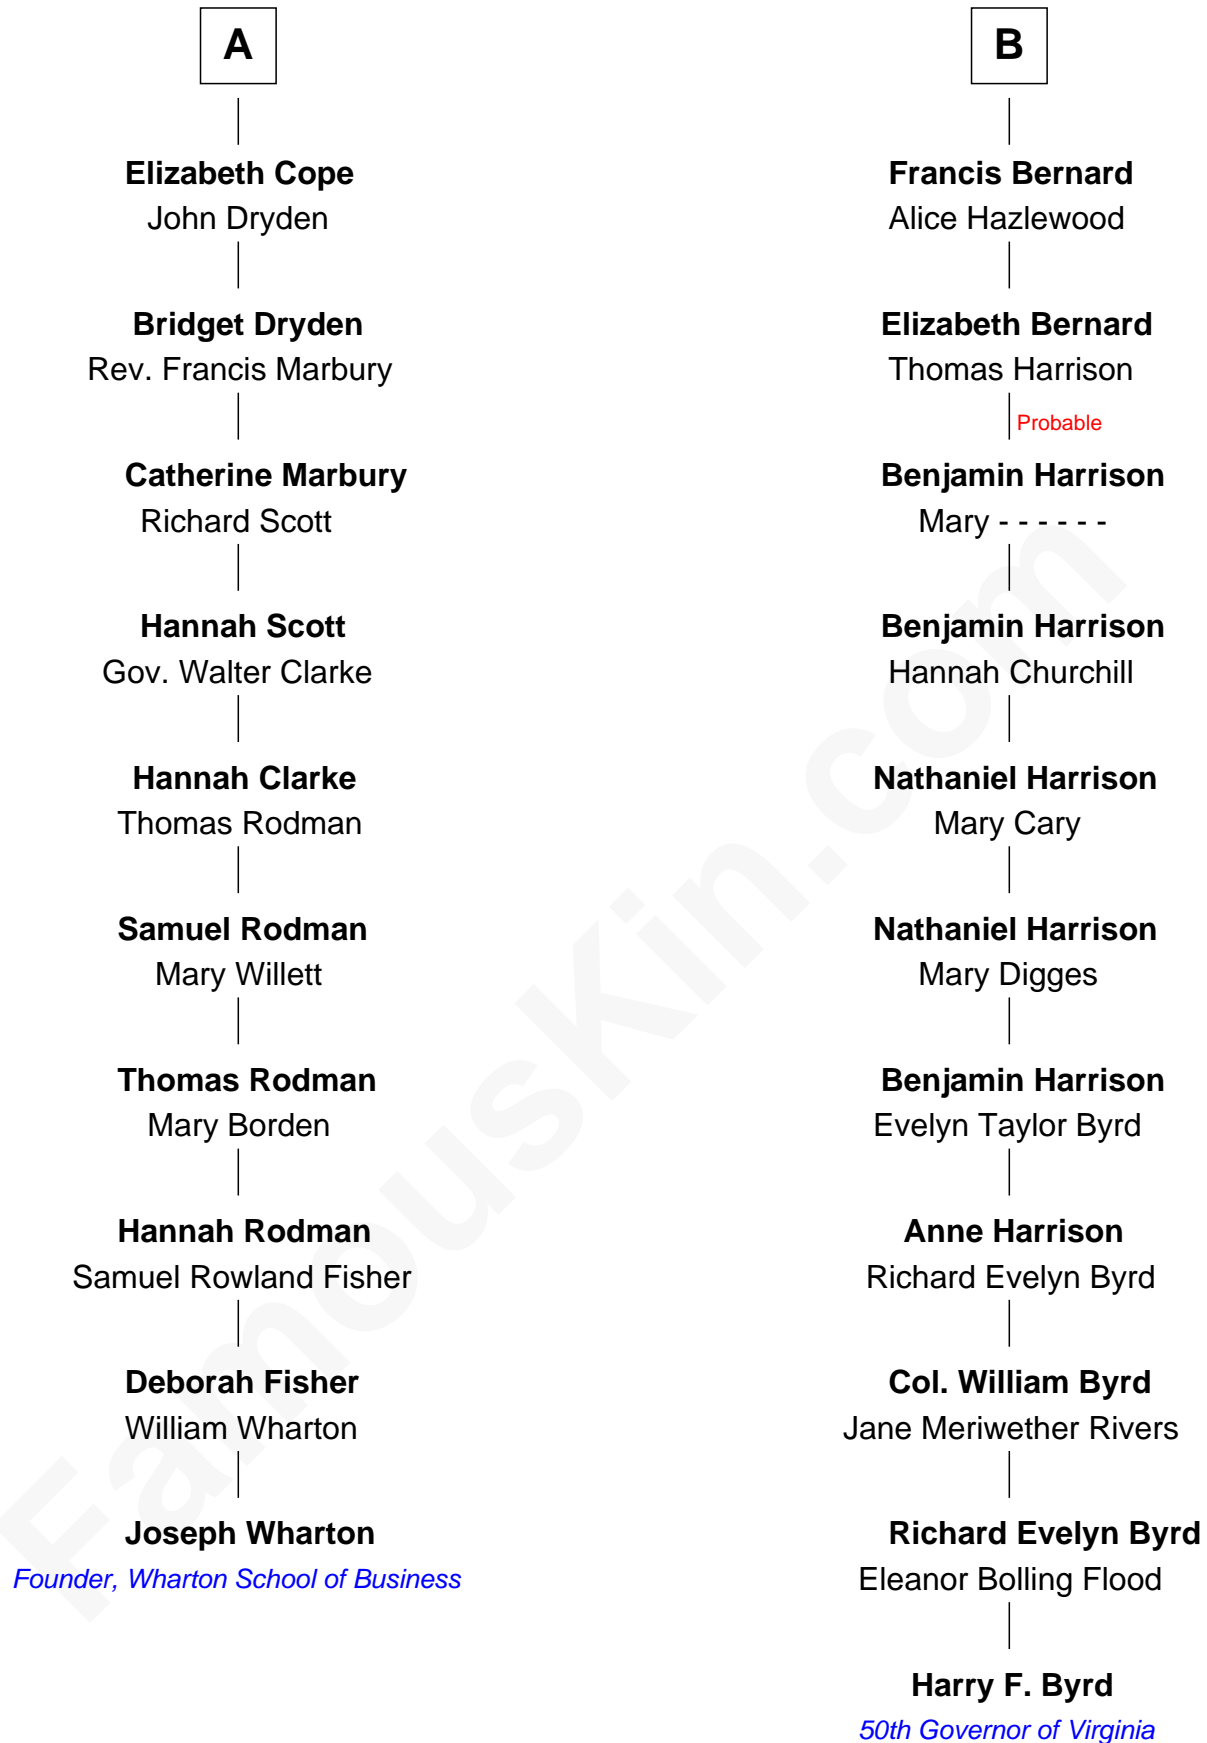 A
Elizabeth Cope
John Dryden
Bridget Dryden
Rev. Francis Marbury
Catherine Marbury
Richard Scott
Hannah Scott
Gov. Walter Clarke
Hannah Clarke
Thomas Rodman
Samuel Rodman
Mary Willett
Thomas Rodman
Mary Borden
Hannah Rodman
Samuel Rowland Fisher
Deborah Fisher
William Wharton
Joseph Wharton
Founder, Wharton School of Business
B
Francis Bernard
Alice Hazlewood
Elizabeth Bernard
Thomas Harrison
Probable
Benjamin Harrison
Mary - - - - - -
Benjamin Harrison
Hannah Churchill
Nathaniel Harrison
Mary Cary
Nathaniel Harrison
Mary Digges
Benjamin Harrison
Evelyn Taylor Byrd
Anne Harrison
Richard Evelyn Byrd
Col. William Byrd
Jane Meriwether Rivers
Richard Evelyn Byrd
Eleanor Bolling Flood
Harry F. Byrd
50th Governor of Virginia
FamousKin.com